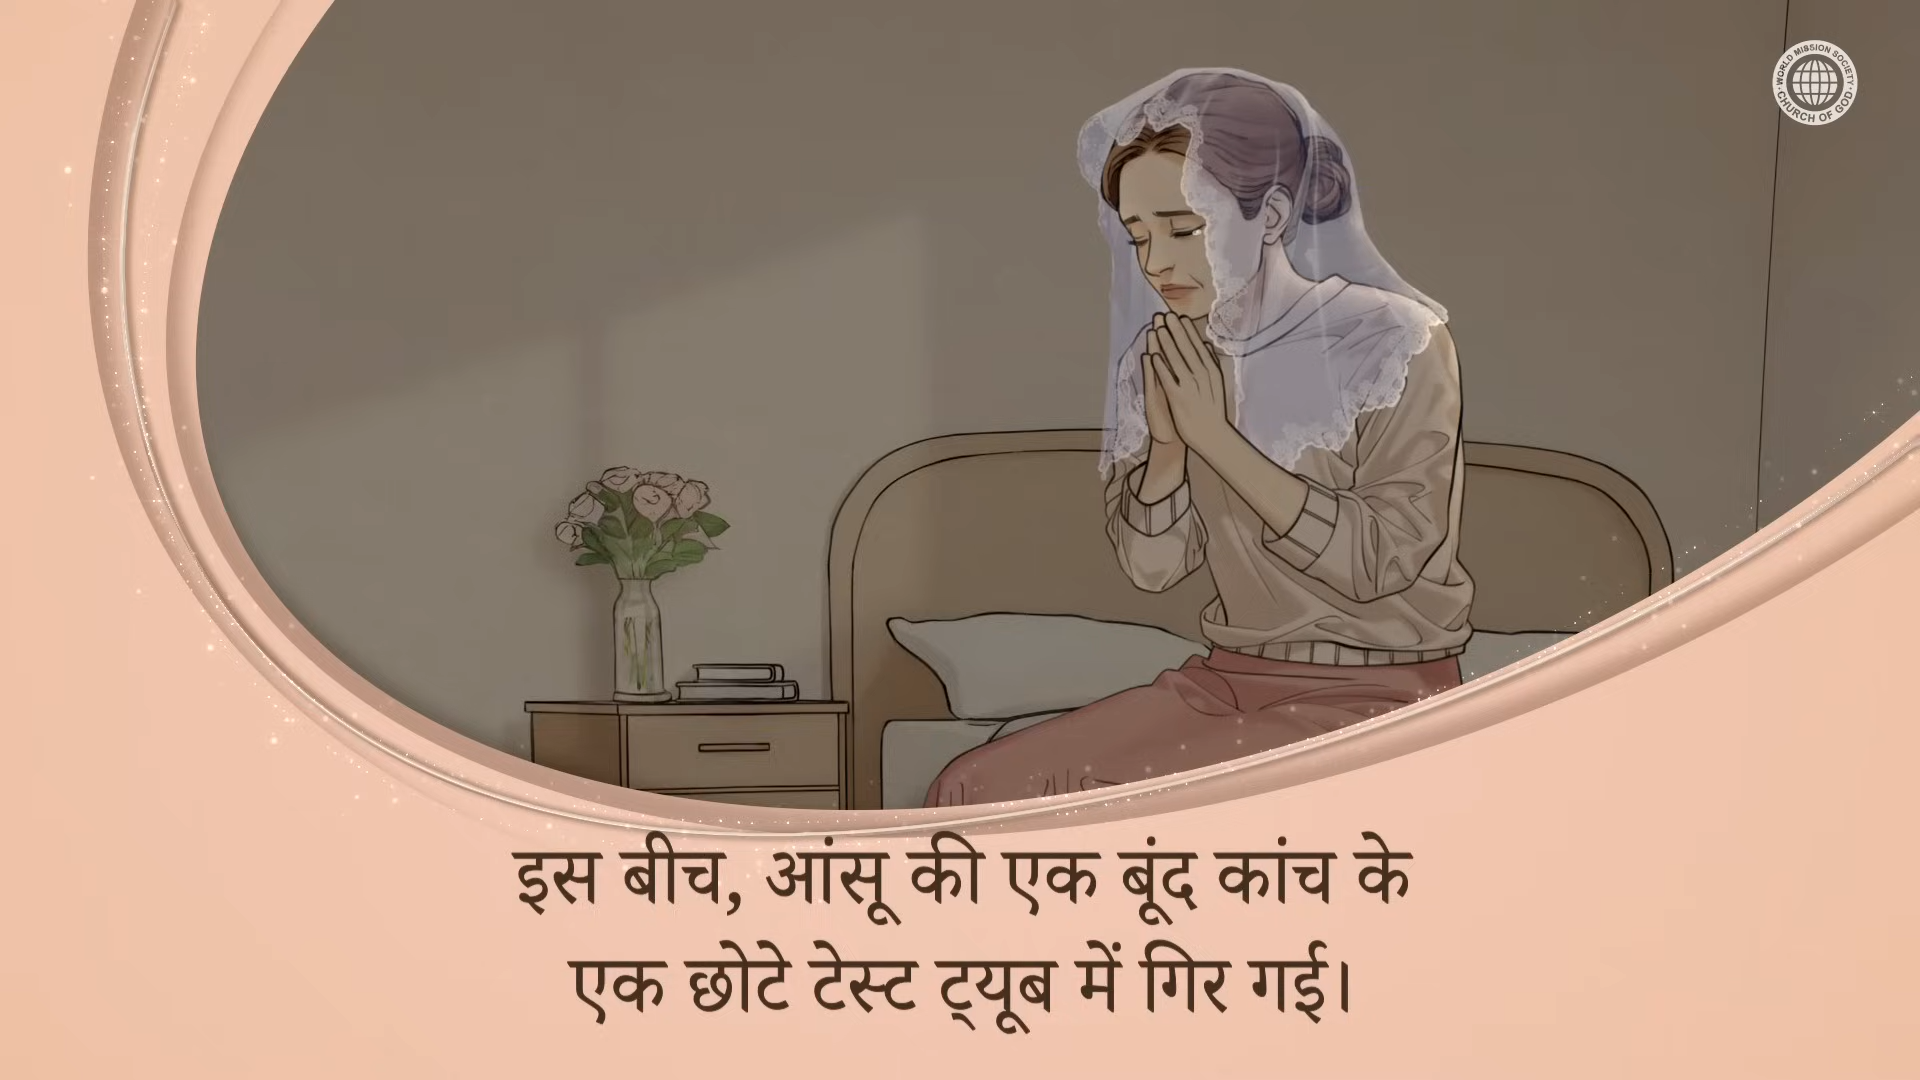 WORLD MISSION SOCIETY
CHURCH OF GOD
इस बीच, आंसू की एक बूंद कांच के
एक छोटे टेस्ट ट्यूब में गिर गई।